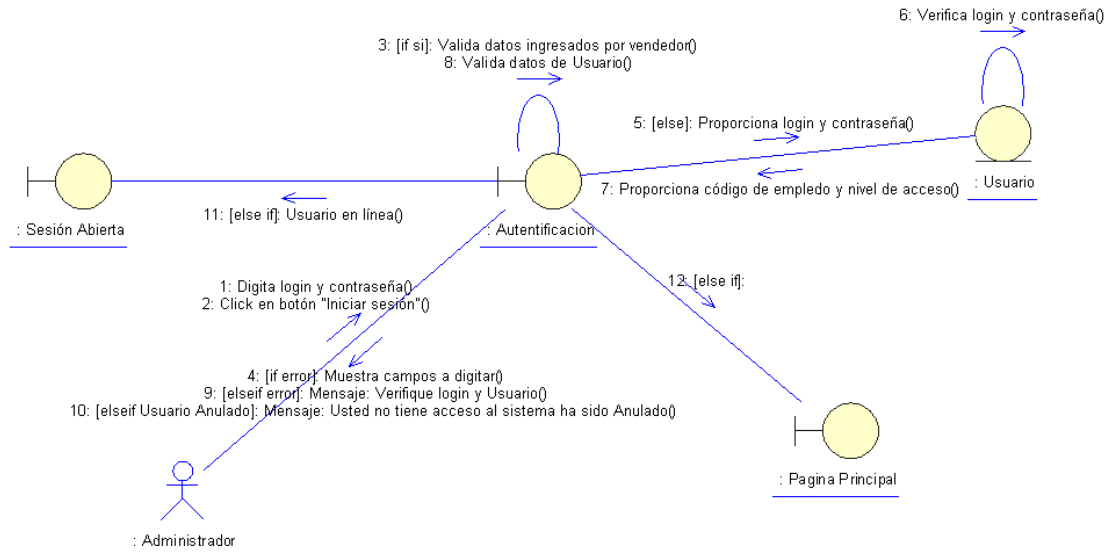 6: Verifica login y contraseña()
3: [if si]: Valida datos ingresados por vendedor()
8: Valida datos de Usuario()
5: [else]: Proporciona login y contraseña()
7: Proporciona código de empledo y nivel de acceso()
: Usuario
11: [else if]: Usuario en línea()
: Sesión Abierta
: Autentificacion
1: Digita login y contraseña()
2: Click en botón "Iniciar sesión"()
12: [else if]:
4: [if error]: Muestra campos a digitar()
9: [elseif error]: Mensaje: Verifique login y Usuario()
10: [elseif Usuario Anulado]: Mensaje: Usted no tiene acceso al sistema ha sido Anulado()
: Pagina Principal
: Administrador